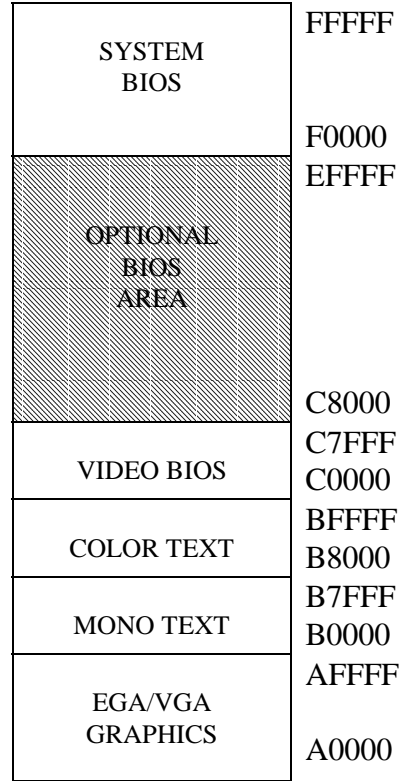 FFFFF
SYSTEM
BIOS
F0000
EFFFF
OPTIONAL
BIOS
AREA
C8000
C7FFF
VIDEO BIOS
C0000
BFFFF
COLOR TEXT
B8000
B7FFF
MONO TEXT
B0000
AFFFF
EGA/VGA
GRAPHICS
A0000